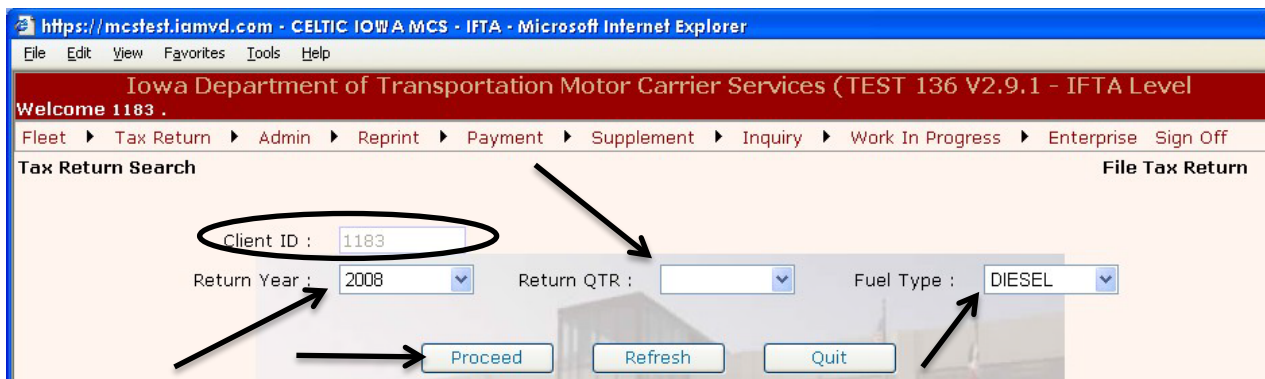 https://mcstest.iamvd.com - CELTIC IOWA MCS - IFTA - Microsoft Internet Explorer
File Edit View Favorites Tools Help
Iowa Department of Transportation Motor Carrier Services (TEST 136 V2.9.1 - IFTA Level
Welcome 1183 .
Fleet Tax Return Admin Reprint Payment Supplement Inquiry Work In Progress Enterprise Sign Off
Tax Return Search File Tax Return
Client ID : 1183
Return Year : 2008 Return QTR : Fuel Type : DIESEL
Proceed Refresh Quit